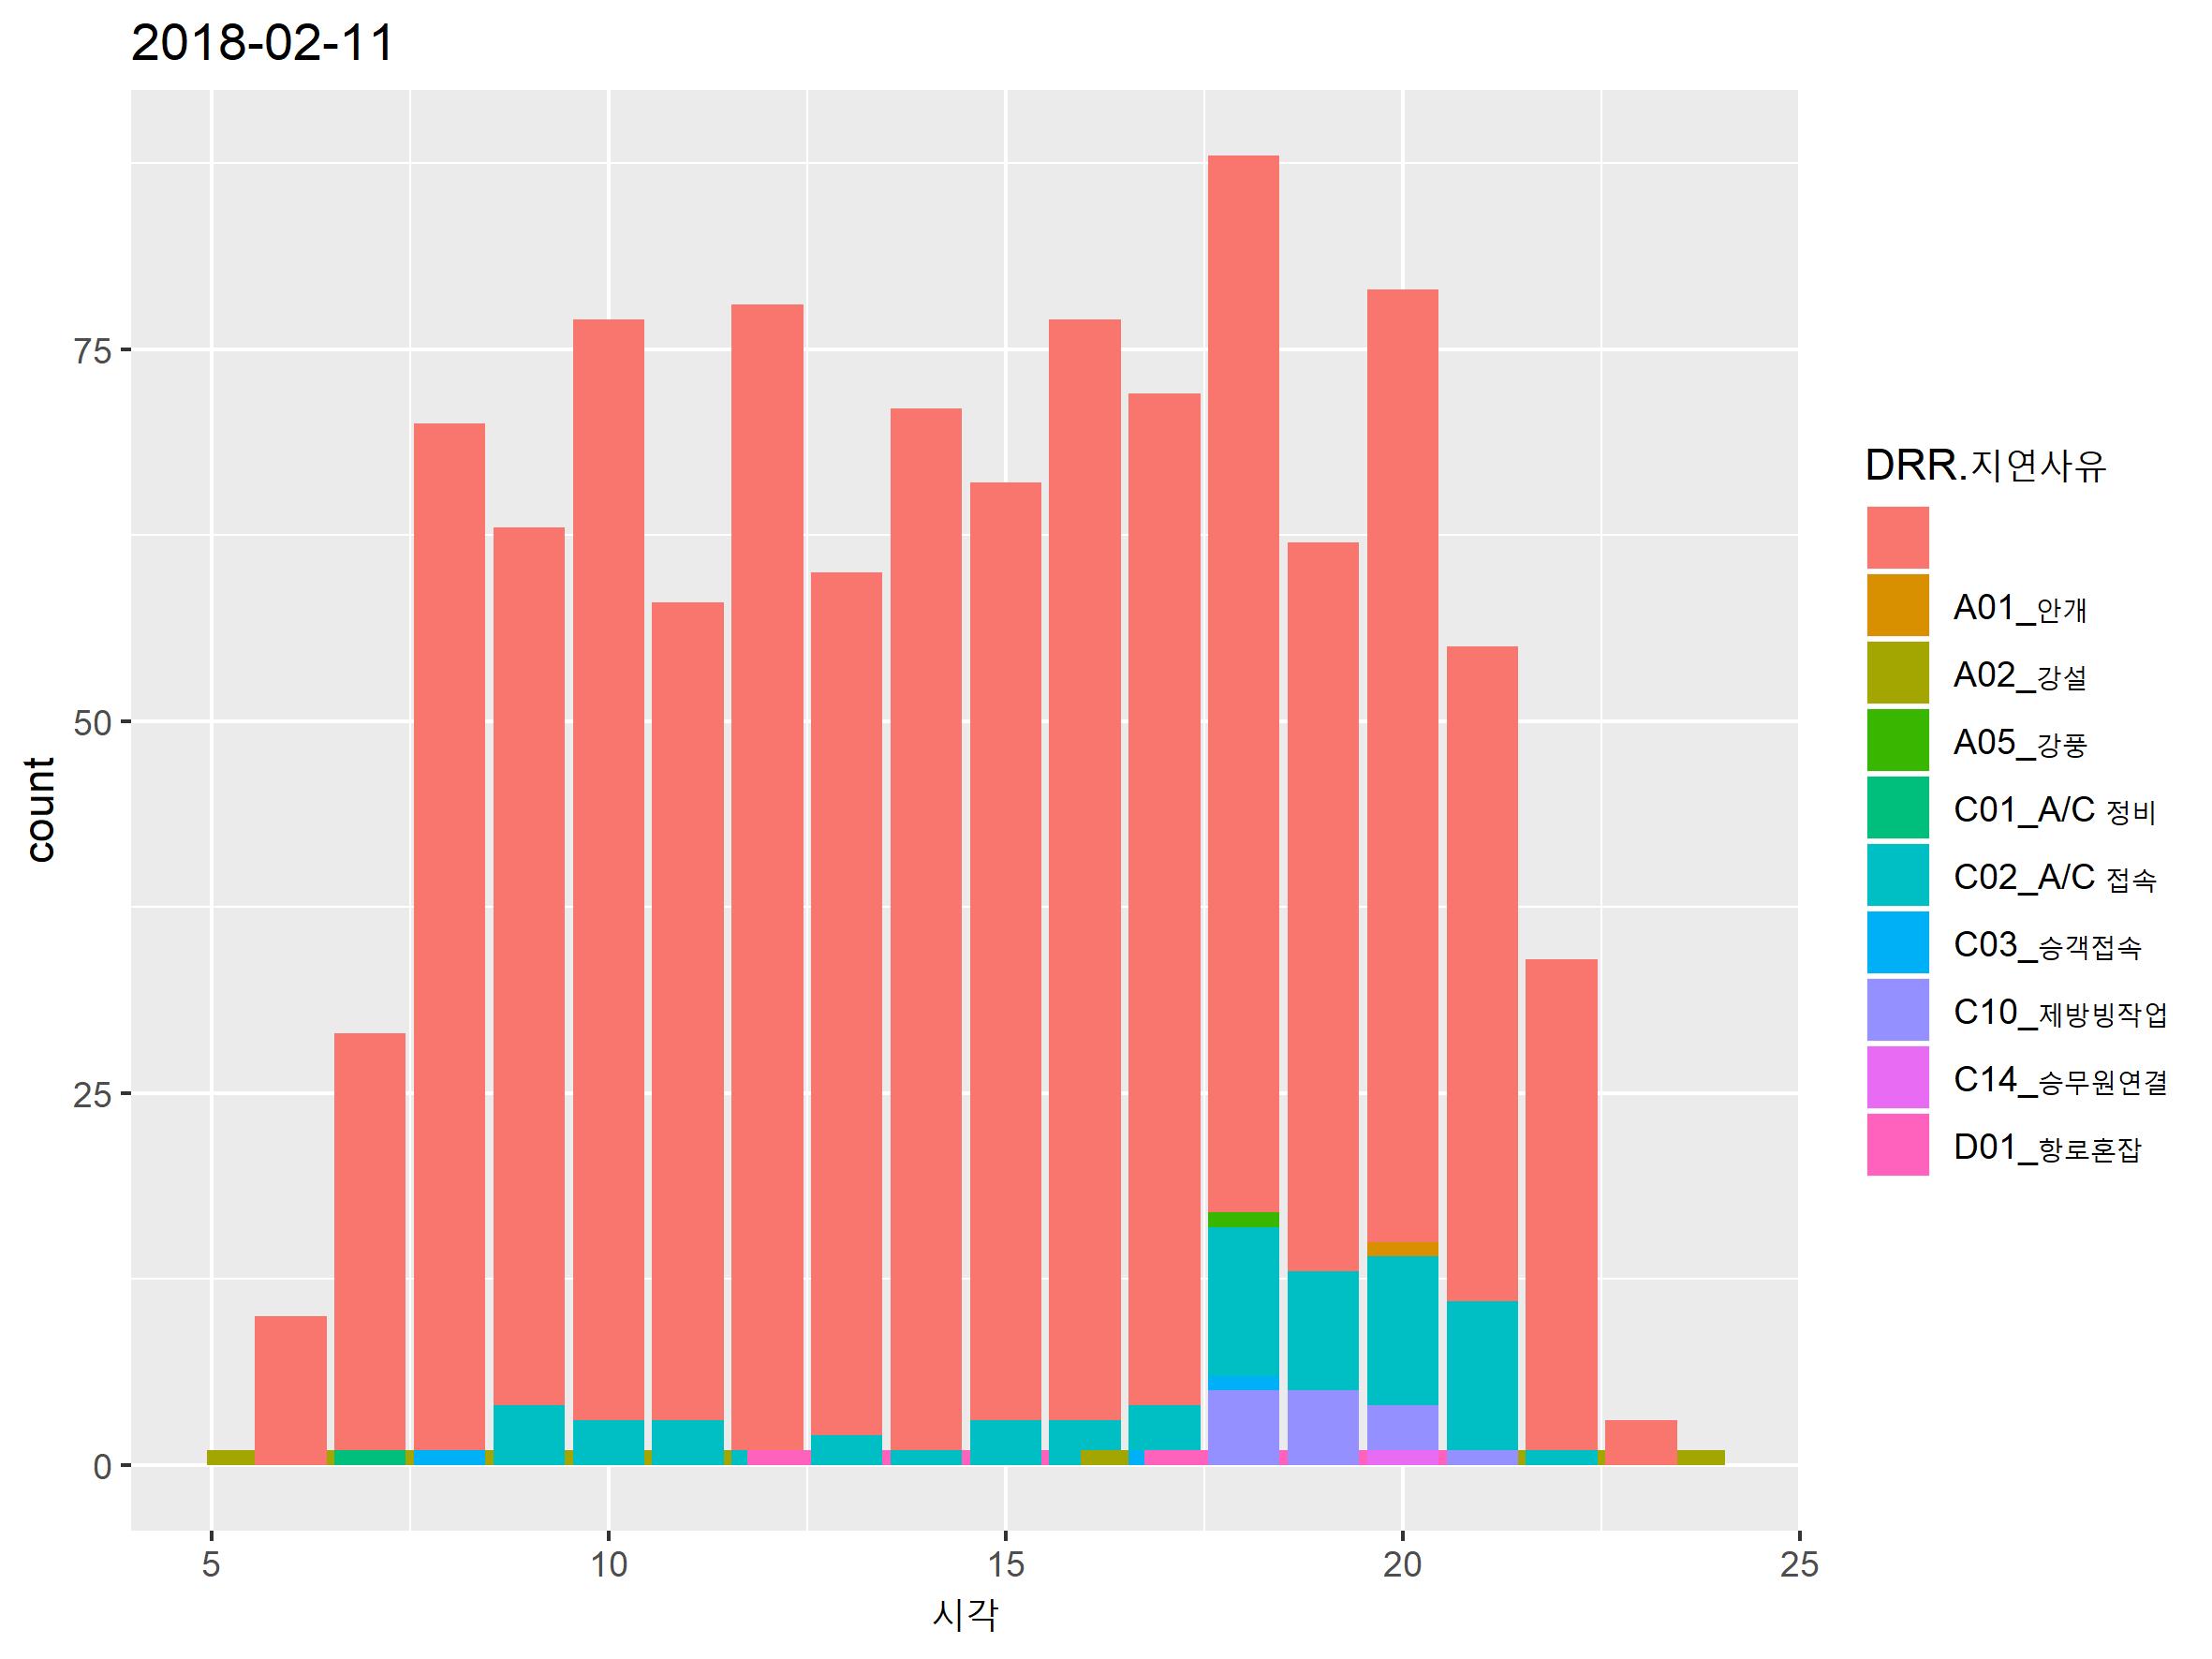 2018-02-11
75
50
25
0
count
5 10 15 20 25
시각
DRR.지연사유
A01_안개
A02_강설
A05_강풍
C01_A/C 정비
C02_A/C 접속
C03_승객접속
C10_제방빙작업
C14_승무원연결
D01_항로혼잡